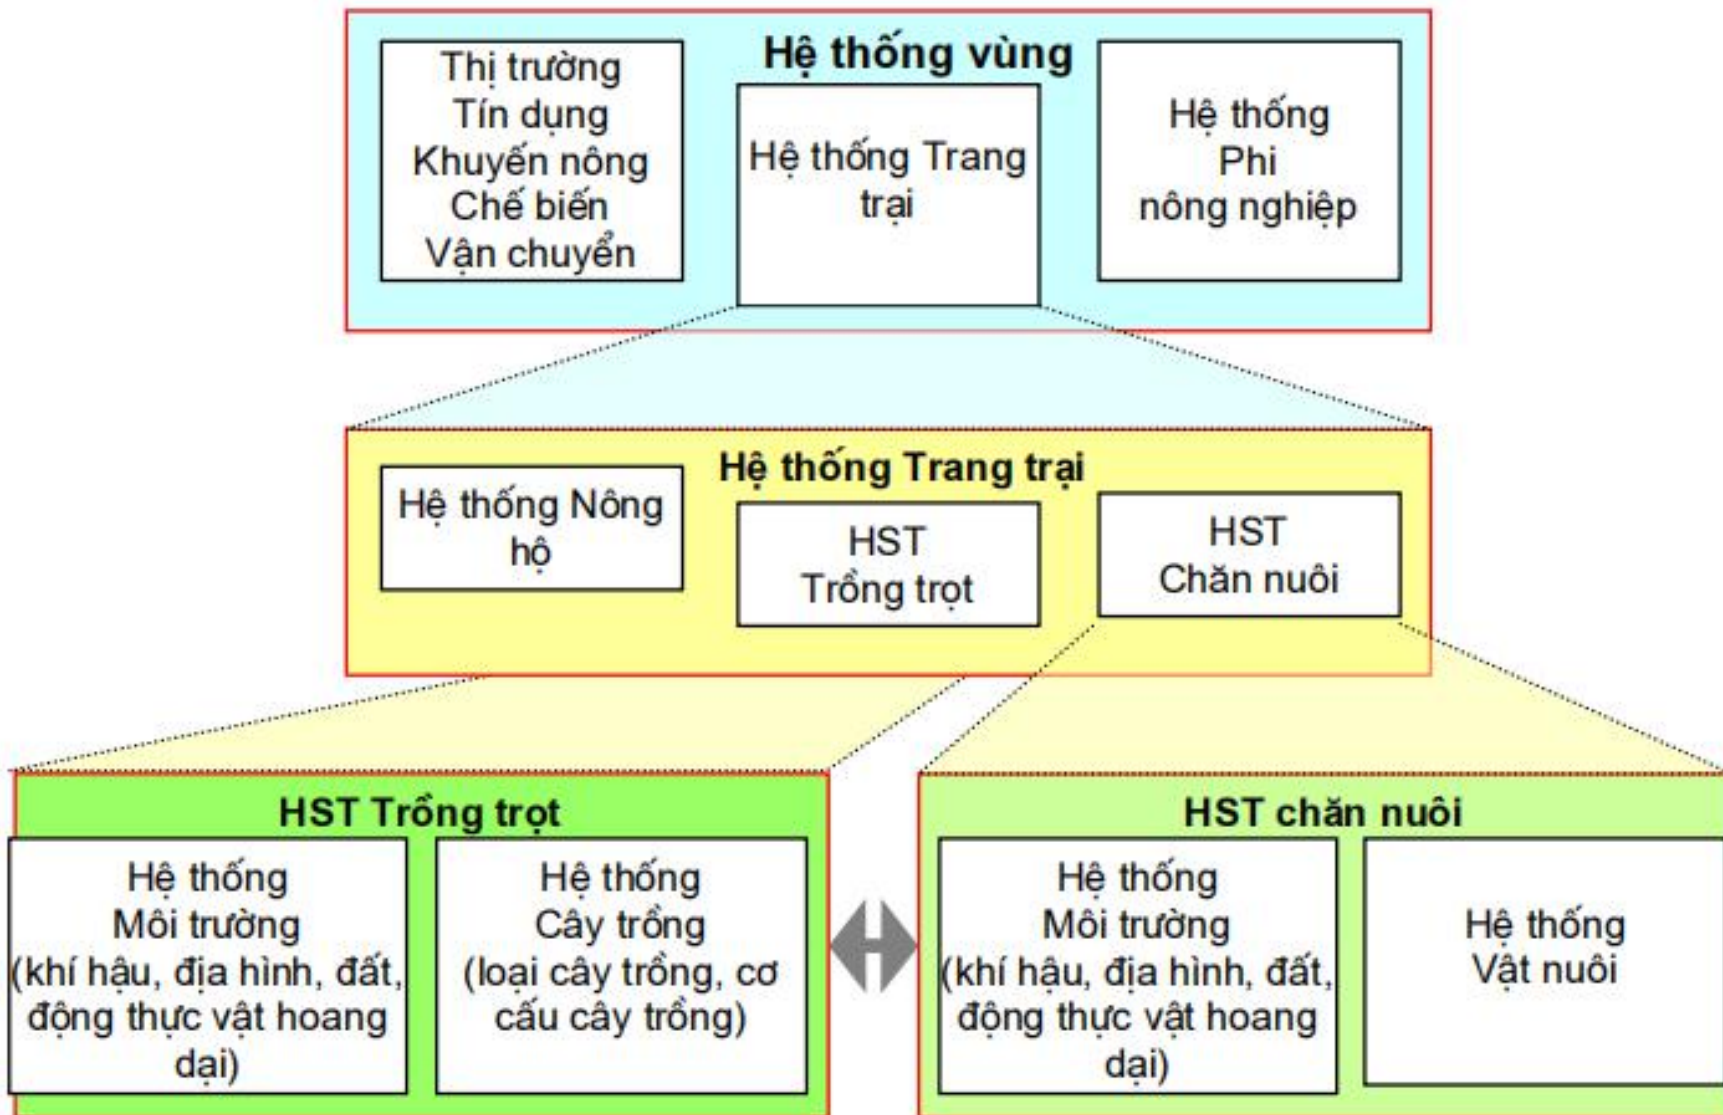 Hệ thống vùng
Thị trường
Tín dụng
Khuyến nông
Chế biến
Vận chuyển
Hệ thống Trang
trại
Hệ thống
Phi
nông nghiệp
Hệ thống Trang trại
Hệ thống Nông
hộ
HST
Trồng trọt
HST
Chăn nuôi
HST Trồng trọt
Hệ thống
Môi trường
(khí hậu, địa hình, đất,
động thực vật hoang
dại)
Hệ thống
Cây trồng
(loại cây trồng, cơ
cấu cây trồng)
HST chăn nuôi
Hệ thống
Môi trường
(khí hậu, địa hình, đất,
động thực vật hoang
dại)
Hệ thống
Vật nuôi